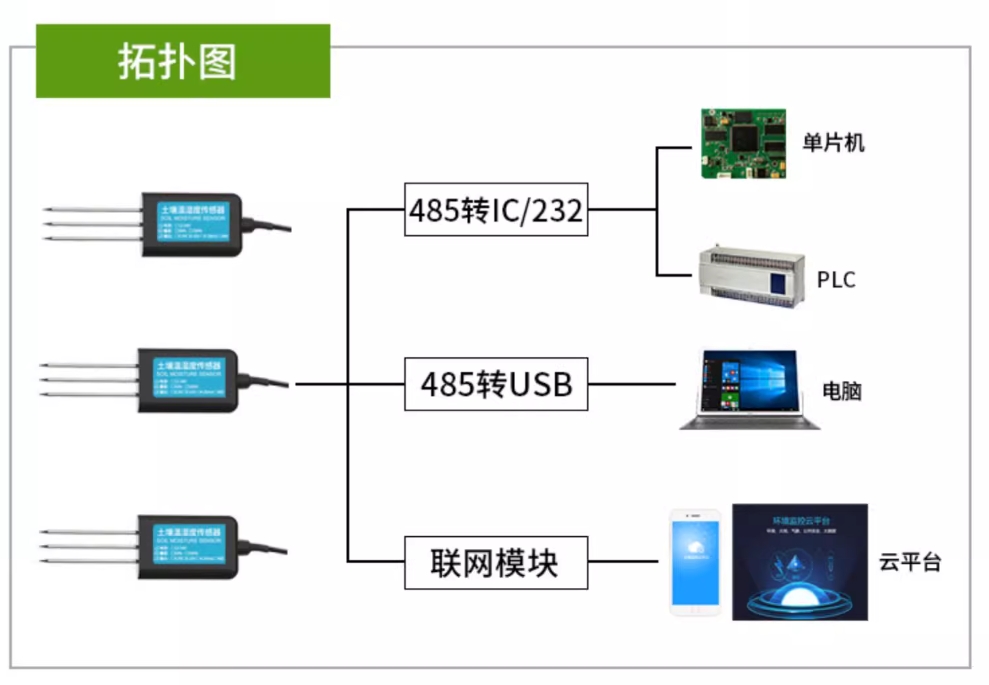 拓扑图
单片机
土壤温湿度传感器
SOIL MOISTURE SENSOR
485转IC/232
PLC
土壤温湿度传感器
SOIL MOISTURE SENSOR
485转USB
电脑
环境监控云平台
土壤温湿度传感器
SOIL MOISTURE SENSOR
联网模块
云平台